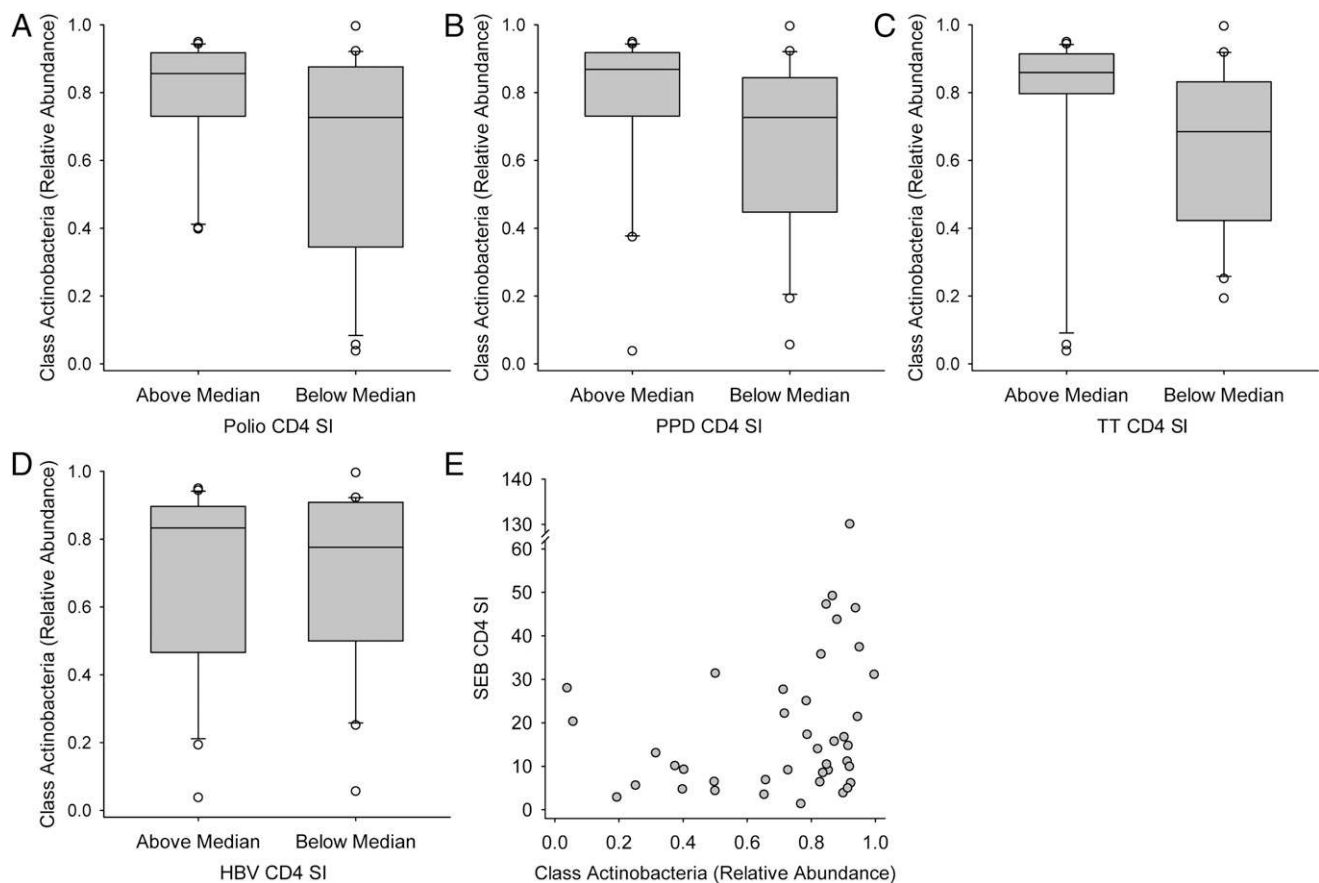 A
Class Actinobacteria (Relative Abundance)
1.0
0.8
0.6
0.4
0.2
0.0
Above Median
Below Median
Polio CD4 SI
B
Class Actinobacteria (Relative Abundance)
1.0
0.8
0.6
0.4
0.2
0.0
Above Median
Below Median
PPD CD4 SI
C
Class Actinobacteria (Relative Abundance)
1.0
0.8
0.6
0.4
0.2
0.0
Above Median
Below Median
TT CD4 SI
D
Class Actinobacteria (Relative Abundance)
1.0
0.8
0.6
0.4
0.2
0.0
Above Median
Below Median
HBV CD4 SI
E
SEB CD4 SI
140
130
60
50
40
30
20
10
0
0.0 0.2 0.4 0.6 0.8 1.0
Class Actinobacteria (Relative Abundance)